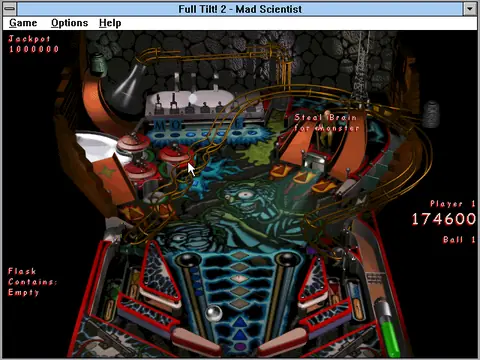 Full Tilt! 2 - Mad Scientist
Game Options Help
Jackpot
1000000
Steal Brain
for monster
Player 1
174600
Ball 1
Flask
Contains:
Empty